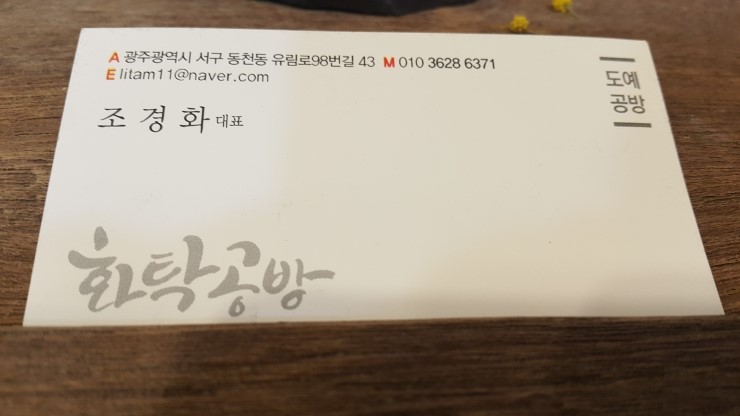 A 광주광역시 서구 동천동 유림로98번길 43 M 010 3628 6371
E litam11@naver.com
도예
공방
조경화 대표
화탁공방